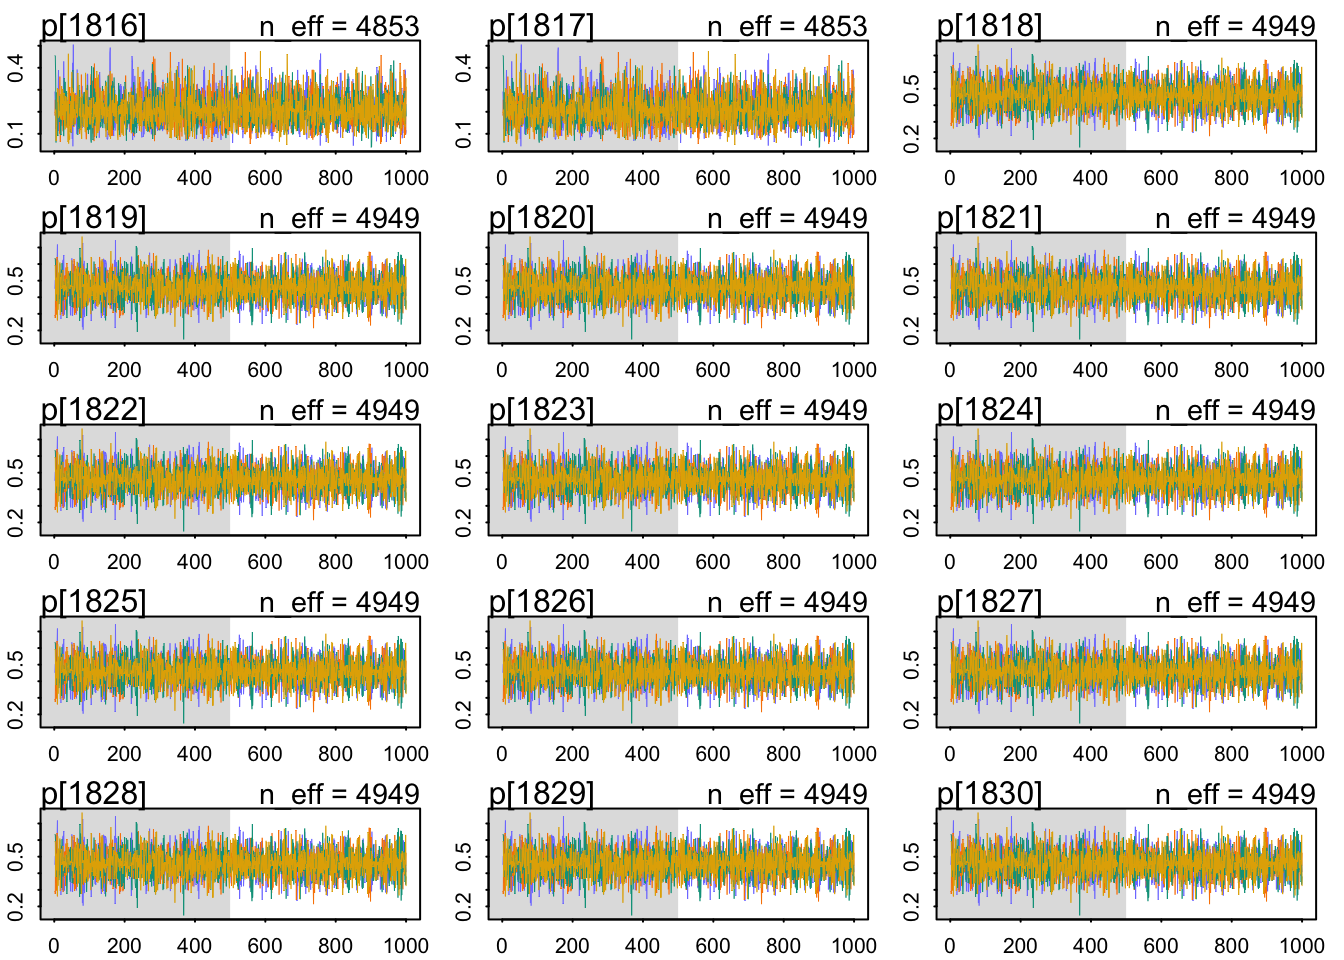 p[1816] n_eff = 4853 p[1817] n_eff = 4853 p[1818] n_eff = 4949
0.4 0.4 0.5
0.1 0.1 0.2
0 200 400 600 800 1000 0 200 400 600 800 1000 0 200 400 600 800 1000
p[1819] n_eff = 4949 p[1820] n_eff = 4949 p[1821] n_eff = 4949
0.5 0.5 0.5
0.2 0.2 0.2
0 200 400 600 800 1000 0 200 400 600 800 1000 0 200 400 600 800 1000
p[1822] n_eff = 4949 p[1823] n_eff = 4949 p[1824] n_eff = 4949
0.5 0.5 0.5
0.2 0.2 0.2
0 200 400 600 800 1000 0 200 400 600 800 1000 0 200 400 600 800 1000
p[1825] n_eff = 4949 p[1826] n_eff = 4949 p[1827] n_eff = 4949
0.5 0.5 0.5
0.2 0.2 0.2
0 200 400 600 800 1000 0 200 400 600 800 1000 0 200 400 600 800 1000
p[1828] n_eff = 4949 p[1829] n_eff = 4949 p[1830] n_eff = 4949
0.5 0.5 0.5
0.2 0.2 0.2
0 200 400 600 800 1000 0 200 400 600 800 1000 0 200 400 600 800 1000